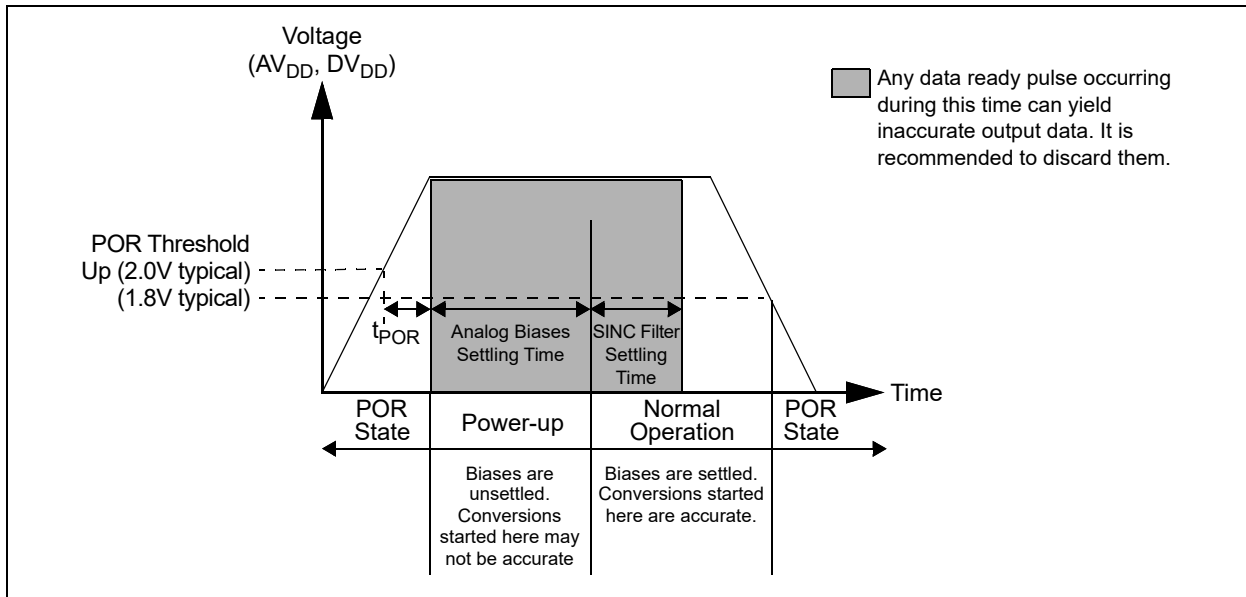 Voltage
(AVDD, DVDD)
Any data ready pulse occurring
during this time can yield
inaccurate output data. It is
recommended to discard them.
POR Threshold
Up (2.0V typical)
(1.8V typical)
tPOR
Analog Biases
Settling Time
SINC Filter
Settling
Time
Time
POR
State
Power-up
Normal
Operation
POR
State
Biases are
unsettled.
Conversions
started here may
not be accurate
Biases are settled.
Conversions started
here are accurate.